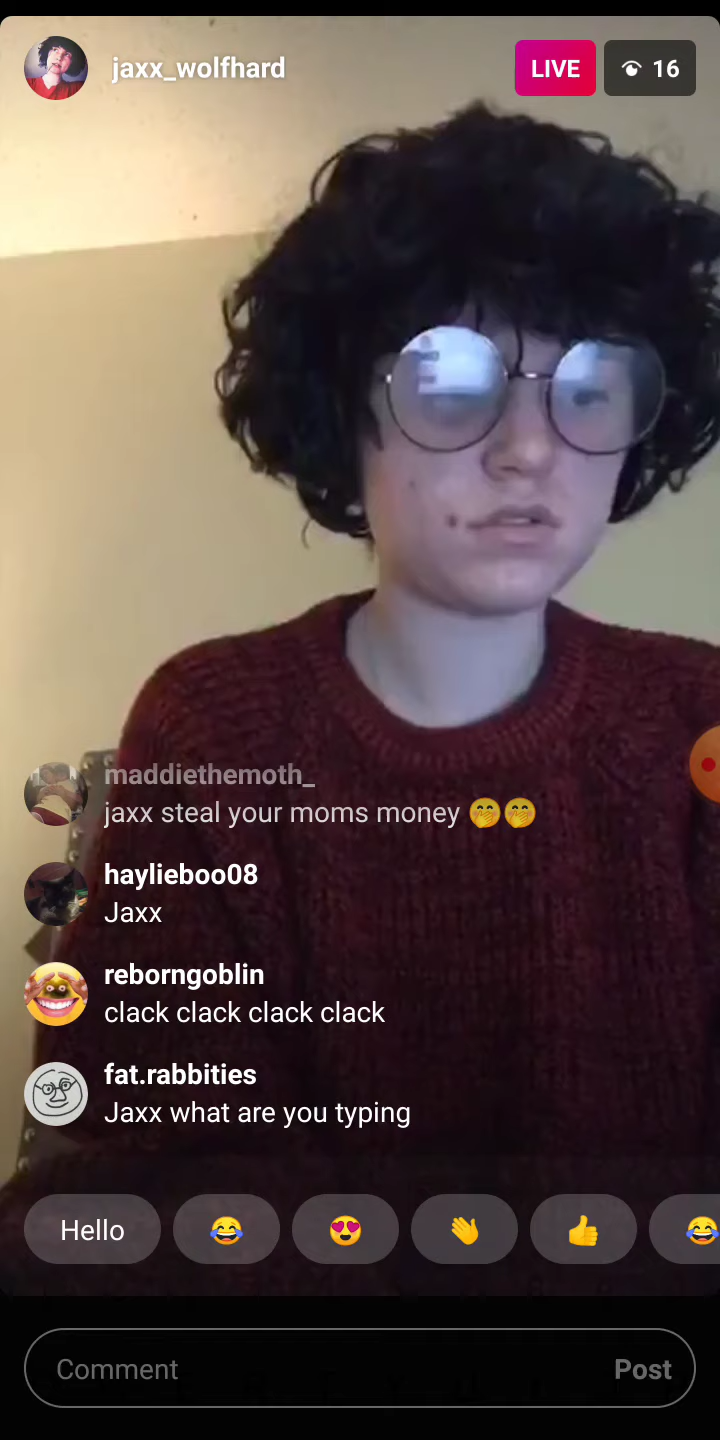 jaxx_wolfhard
LIVE
16
maddiethemoth_
jaxx steal your moms money 🤭🤭
haylieboo08
Jaxx
reborngoblin
clack clack clack clack
fat.rabbities
Jaxx what are you typing
Hello 😂 😍 👋 👍 😂
Comment
Post